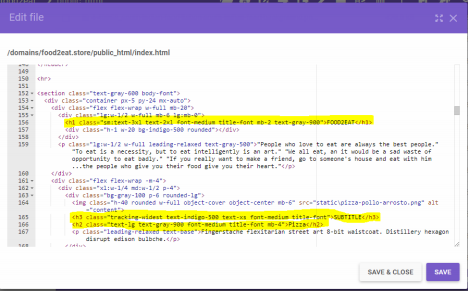 Edit file
/domains/food2eat.store/public_html/index.html
149
150 <hr>
151
152 <section class="text-gray-600 body-font">
153 <div class="container px-5 py-24 mx-auto">
154 <div class="flex flex-wrap w-full mb-20">
155 <div class="lg:w-1/2 w-full mb-6 lg:mb-0">
156 <h1 class="sm:text-3xl text-2xl font-medium title-font mb-2 text-gray-900">FOOD2EAT</h1>
157 <div class="h-1 w-20 bg-indigo-500 rounded"></div>
158 </div>
159 <p class="lg:w-1/2 w-full leading-relaxed text-gray-500">"People who love to eat are always the best people."
"To eat is a necessity, but to eat intelligently is an art." "We all eat, an it would be a sad waste of
opportunity to eat badly." "If you really want to make a friend, go to someone's house and eat with him
...the people who give you their food give you their heart."</p>
160 </div>
161 <div class="flex flex-wrap -m-4">
162 <div class="xl:w-1/4 md:w-1/2 p-4">
163 <div class="bg-gray-100 p-6 rounded-lg">
164 <img class="h-40 rounded w-full object-cover object-center mb-6" src="static\pizza-pollo-arrosto.png" alt
="content">
165 <h3 class="tracking-widest text-indigo-500 text-xs font-medium title-font">SUBTITLE</h3>
166 <h2 class="text-lg text-gray-900 font-medium title-font mb-4">Pizza</h2>
167 <p class="leading-relaxed text-base">Fingerstache flexitarian street art 8-bit waistcoat. Distillery hexagon
disrupt edison bulbche.</p>
168 </div>
SAVE & CLOSE
SAVE